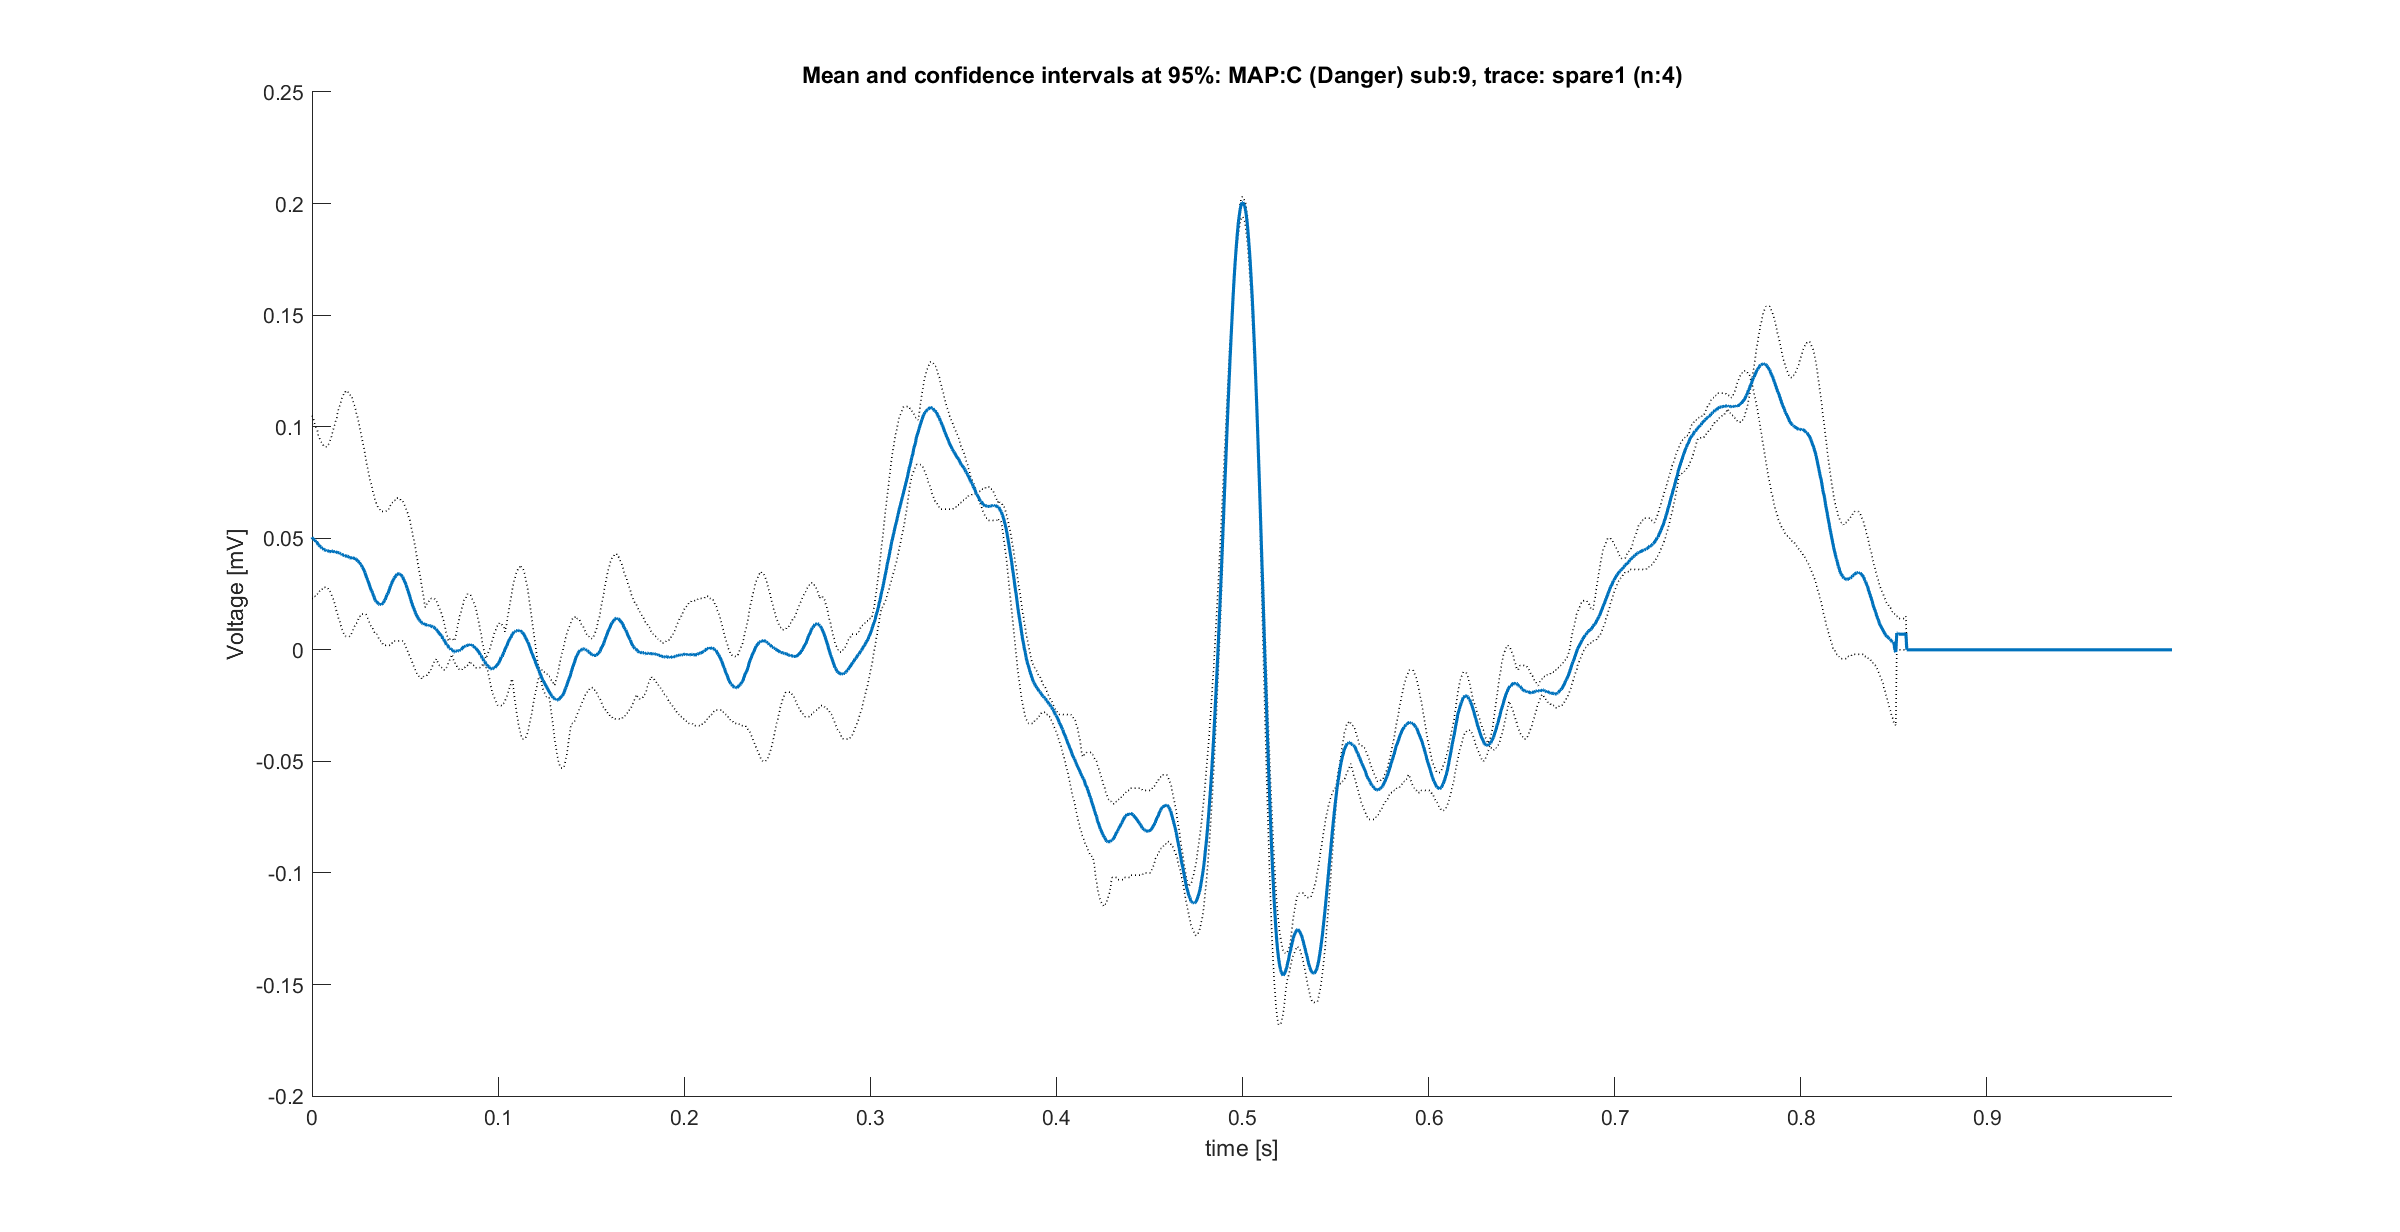 Mean and confidence intervals at 95%: MAP:C (Danger) sub:9, trace: spare1 (n:4)
0.25
0.2
0.15
0.1
0.05
0
-0.05
-0.1
-0.15
-0.2
Voltage [mV]
0 0.1 0.2 0.3 0.4 0.5 0.6 0.7 0.8 0.9
time [s]